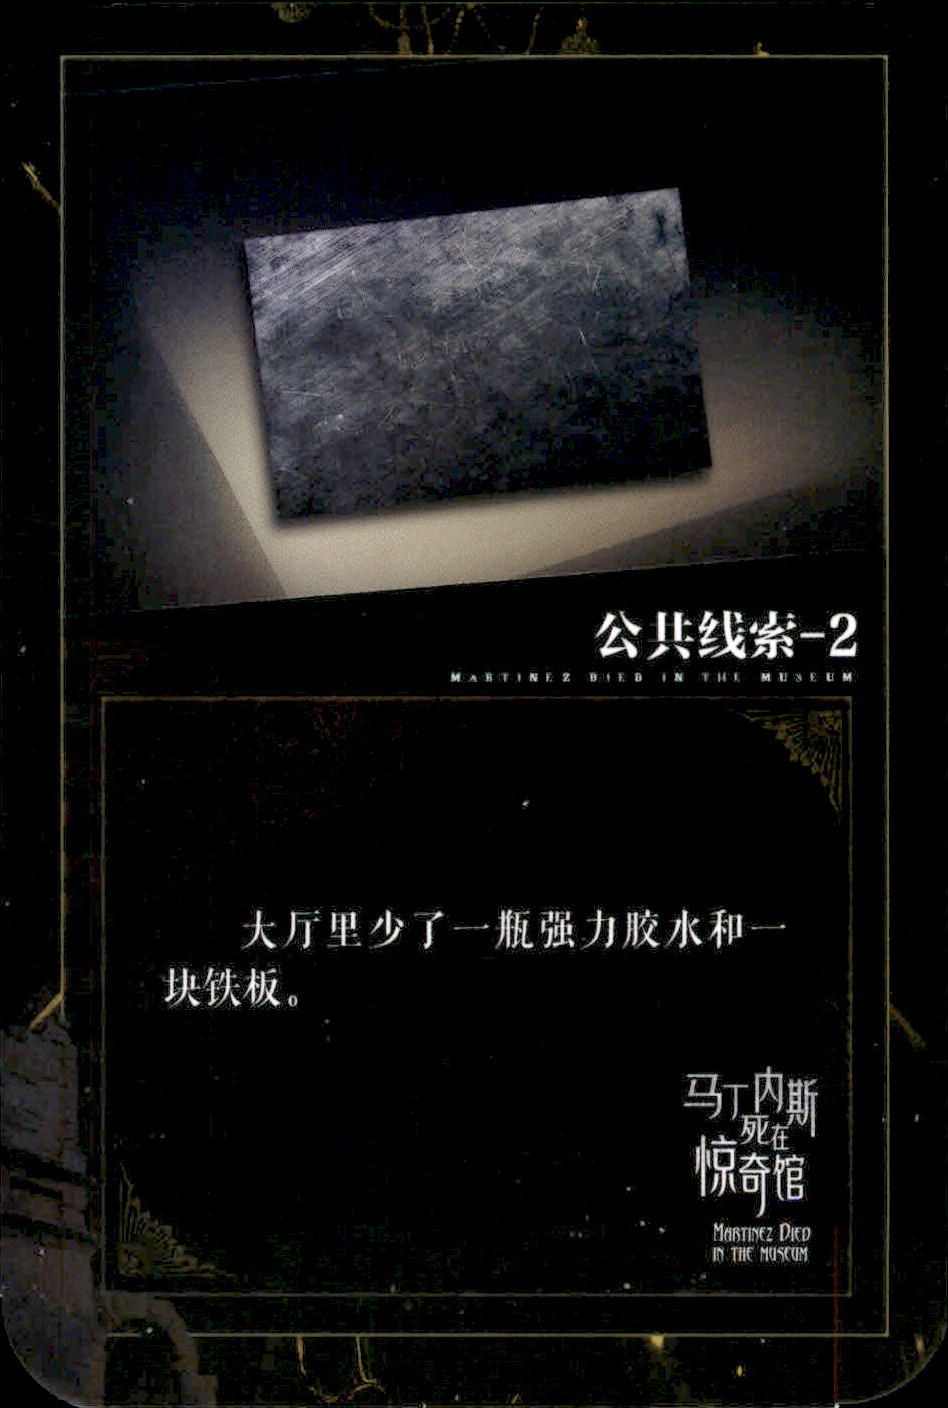 公共线索-2
MARTINEZ DIED IN THE MUSEUM
大厅里少了一瓶强力胶水和一
块铁板。
马丁内斯
死在
惊奇馆
MARTINEZ DIED
IN THE MUSEUM